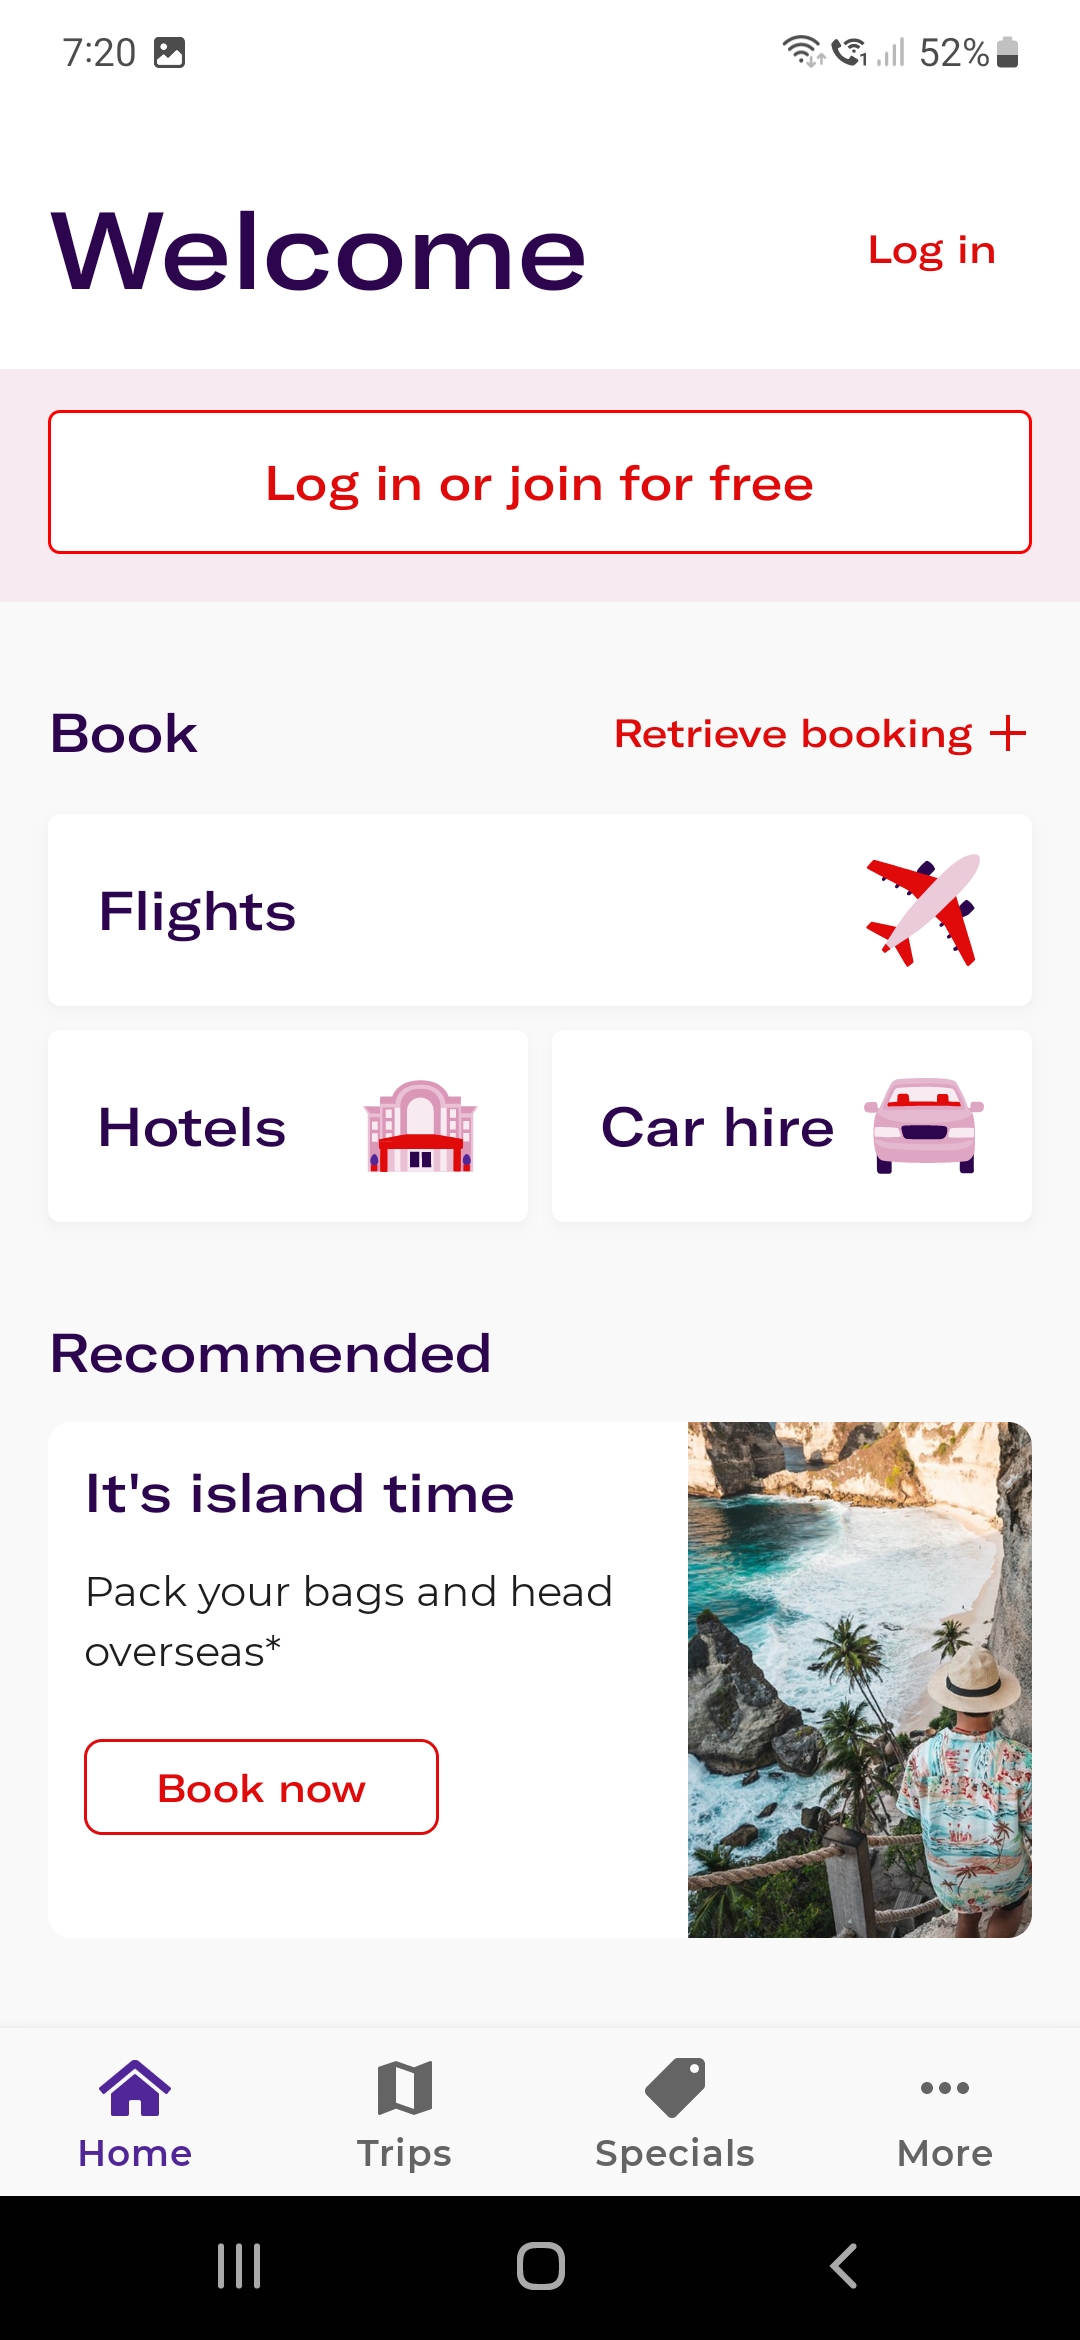 7:20
52%
Welcome
Log in
Log in or join for free
Book
Retrieve booking
Flights
Hotels
Car hire
Recommended
It's island time
Pack your bags and head
overseas*
Book now
Home
Trips
Specials
More